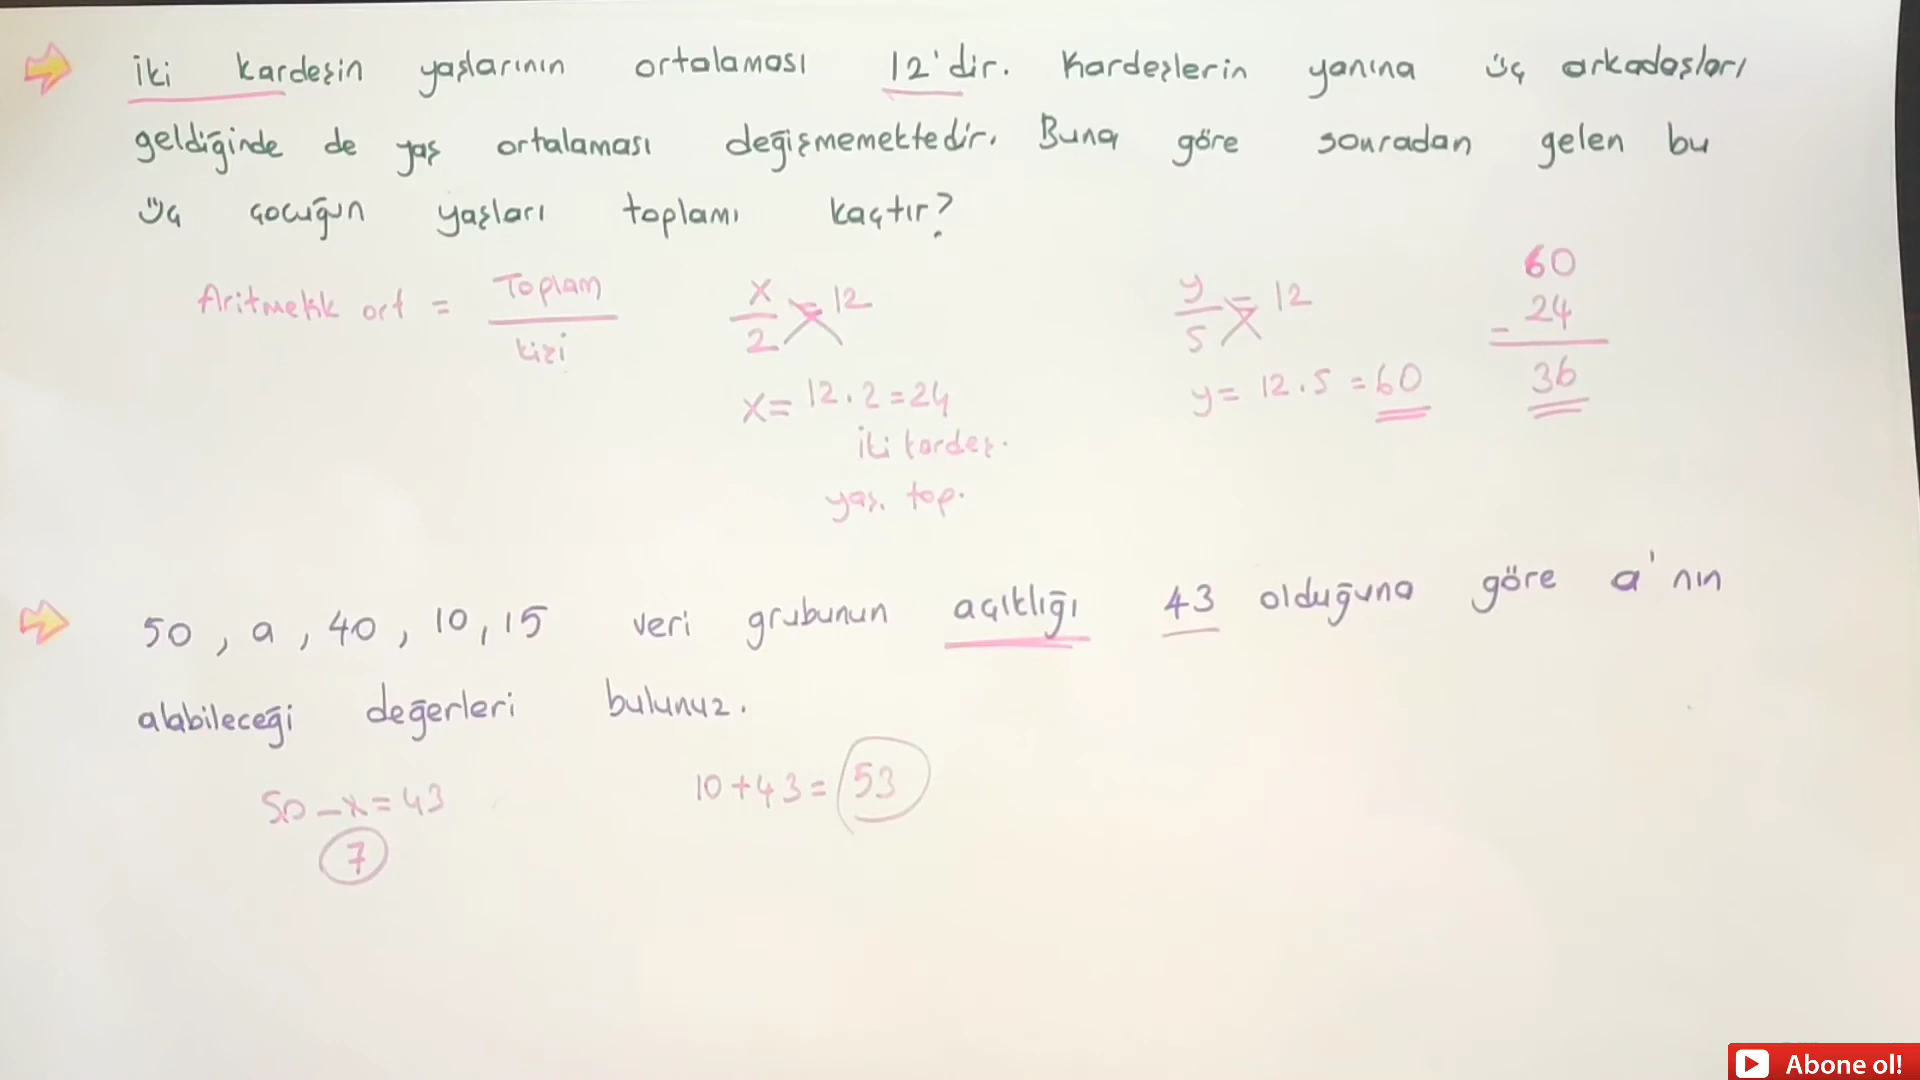 İki kardeşin yaşlarının ortalaması 12'dir. Kardeşlerin yanına üç arkadaşları
geldiğinde de yaş ortalaması değişmemektedir. Buna göre sonradan gelen bu
üç çocuğun yaşları toplamı kaçtır?
Aritmetik ort = Toplam / kişi
x / 2 = 12
x = 12.2 = 24
iki kardeş.
yaş. top.
y / 5 = 12
y = 12.5 = 60
60
- 24
36
50, a, 40, 10, 15 veri grubunun açıklığı 43 olduğuna göre a'nın
alabileceği değerleri bulunuz.
50 - x = 43
7
10 + 43 = 53
Abone ol!